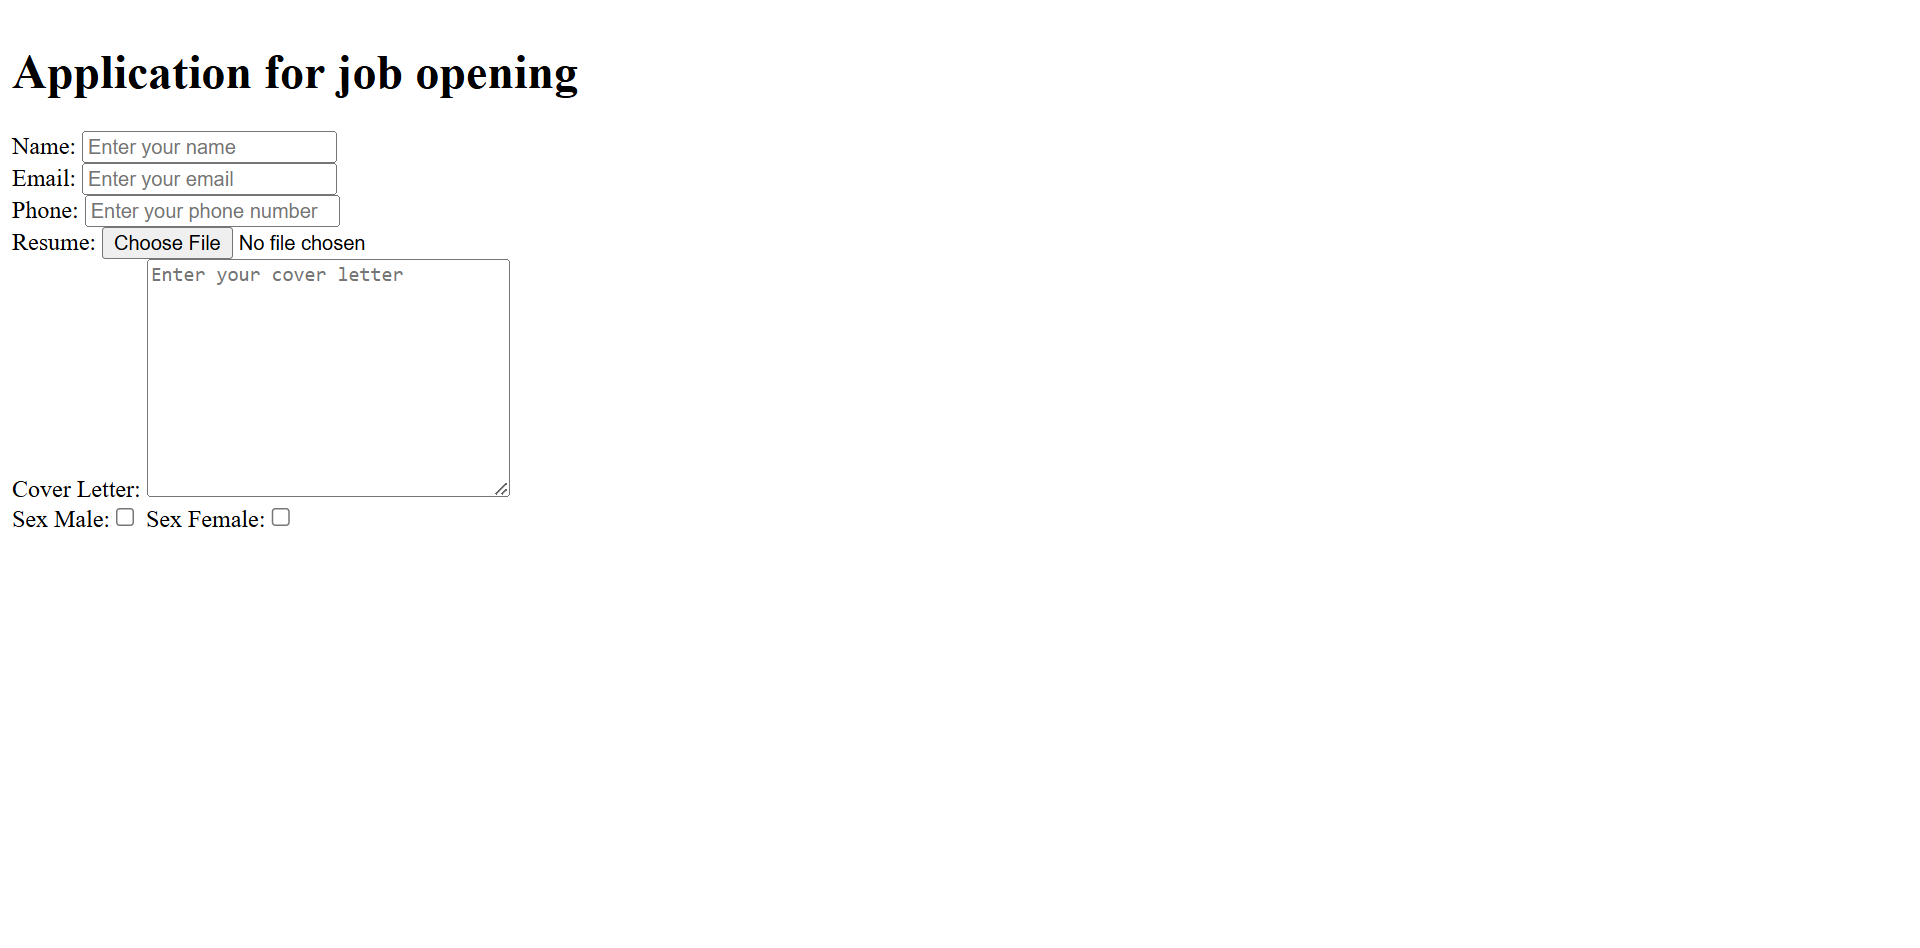 Application for job opening
Name: Enter your name
Email: Enter your email
Phone: Enter your phone number
Resume: Choose File No file chosen
Enter your cover letter
Cover Letter:
Sex Male: Sex Female: